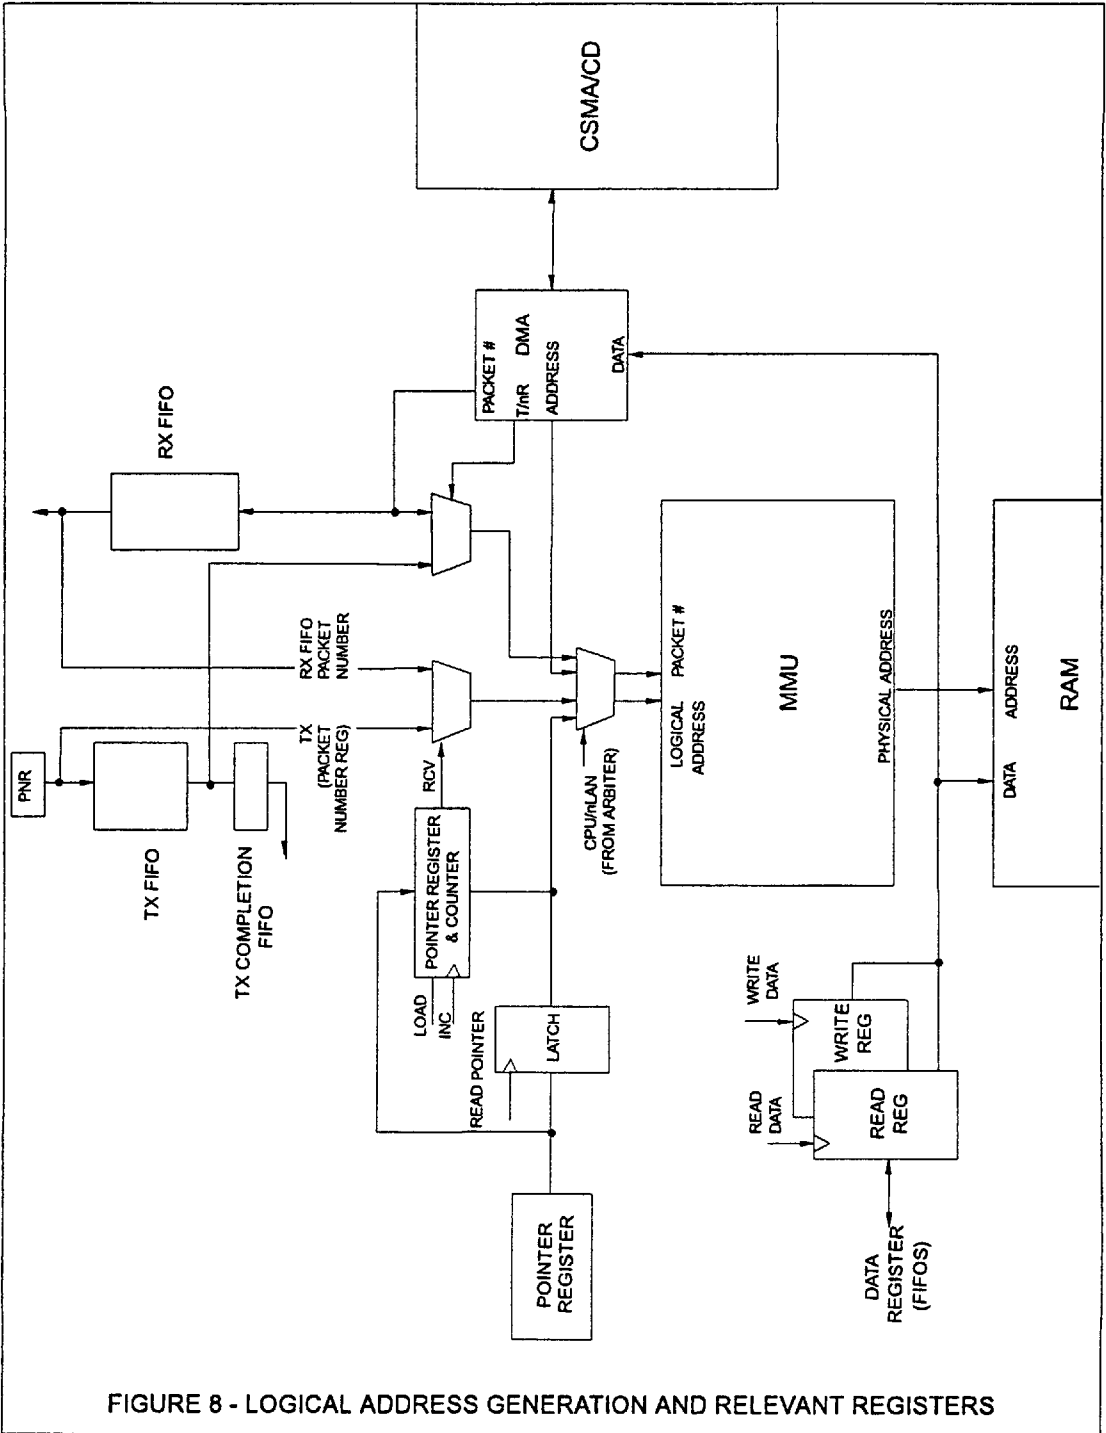 CSMA/CD
RX FIFO
PACKET #
T/nR DMA
ADDRESS
DATA
PNR
TX FIFO
TX COMPLETION
FIFO
RX FIFO
PACKET
NUMBER
TX
(PACKET
NUMBER REG)
RCV
POINTER REGISTER
& COUNTER
LOAD
INC
READ POINTER
LATCH
POINTER
REGISTER
CPU/nLAN
(FROM ARBITER)
PACKET #
LOGICAL
ADDRESS
MMU
PHYSICAL ADDRESS
ADDRESS
DATA
RAM
WRITE
DATA
WRITE
REG
READ
DATA
READ
REG
DATA
REGISTER
(FIFOS)
FIGURE 8 - LOGICAL ADDRESS GENERATION AND RELEVANT REGISTERS